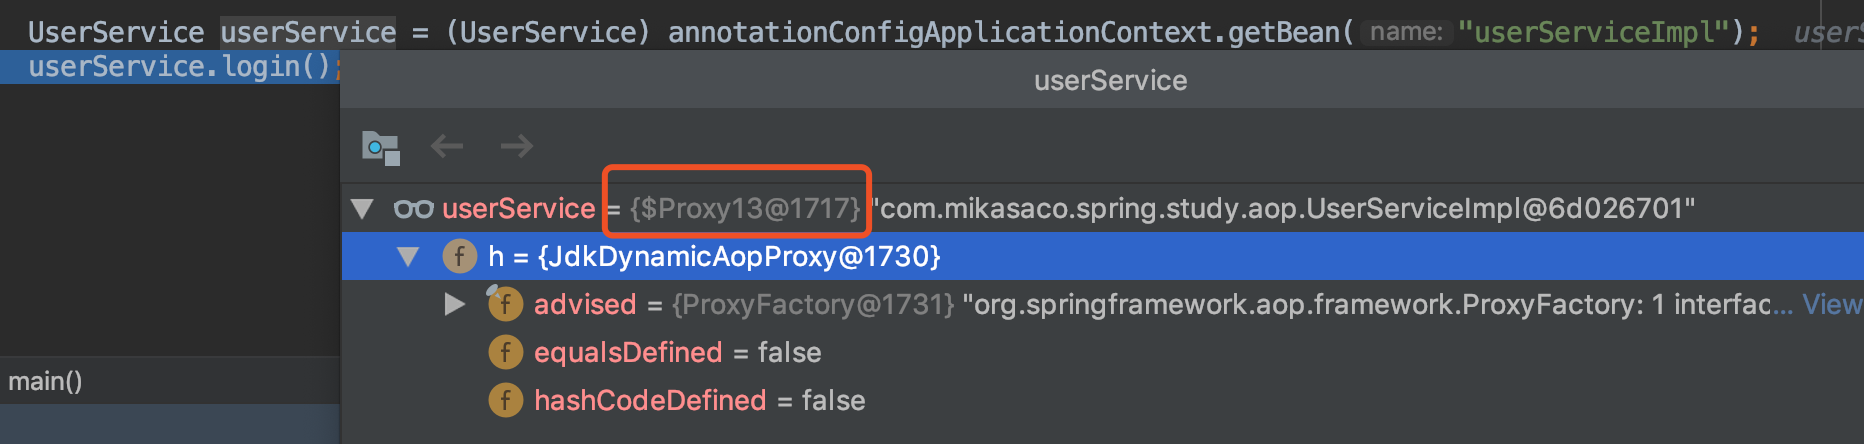 UserService userService = (UserService) annotationConfigApplicationContext.getBean( name: "userServiceImpl"); userS
userService.login();
userService
userService = {$Proxy13@1717} "com.mikasaco.spring.study.aop.UserServiceImpl@6d026701"
f h = {JdkDynamicAopProxy@1730}
f advised = {ProxyFactory@1731} "org.springframework.aop.framework.ProxyFactory: 1 interfac... View
f equalsDefined = false
main()
f hashCodeDefined = false